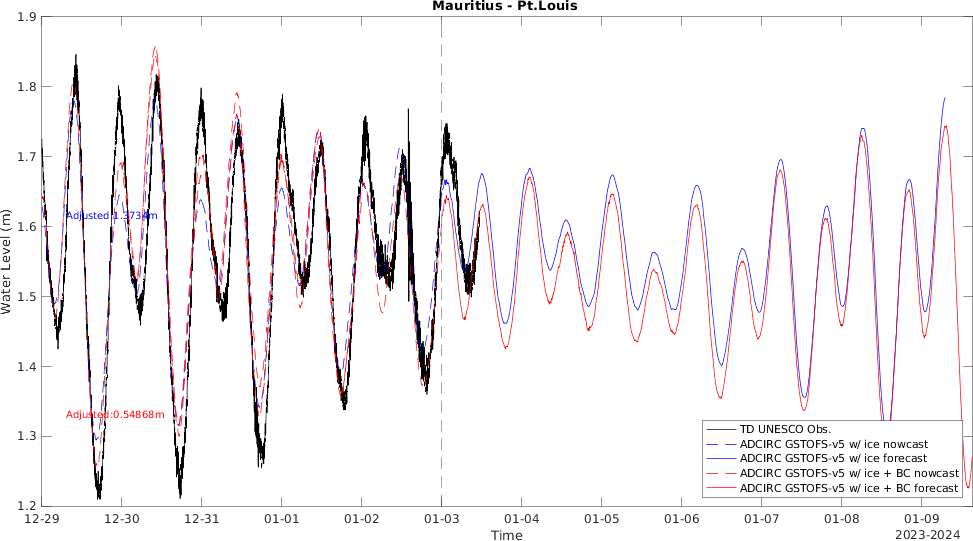 Mauritius - Pt.Louis
1.9
1.8
1.7
1.6
1.5
1.4
1.3
1.2
Water Level (m)
Adjusted:1.3734m
Adjusted:0.54868m
TD UNESCO Obs.
ADCIRC GSTOFS-v5 w/ ice nowcast
ADCIRC GSTOFS-v5 w/ ice forecast
ADCIRC GSTOFS-v5 w/ ice + BC nowcast
ADCIRC GSTOFS-v5 w/ ice + BC forecast
12-29 12-30 12-31 01-01 01-02 01-03 01-04 01-05 01-06 01-07 01-08 01-09
Time
2023-2024